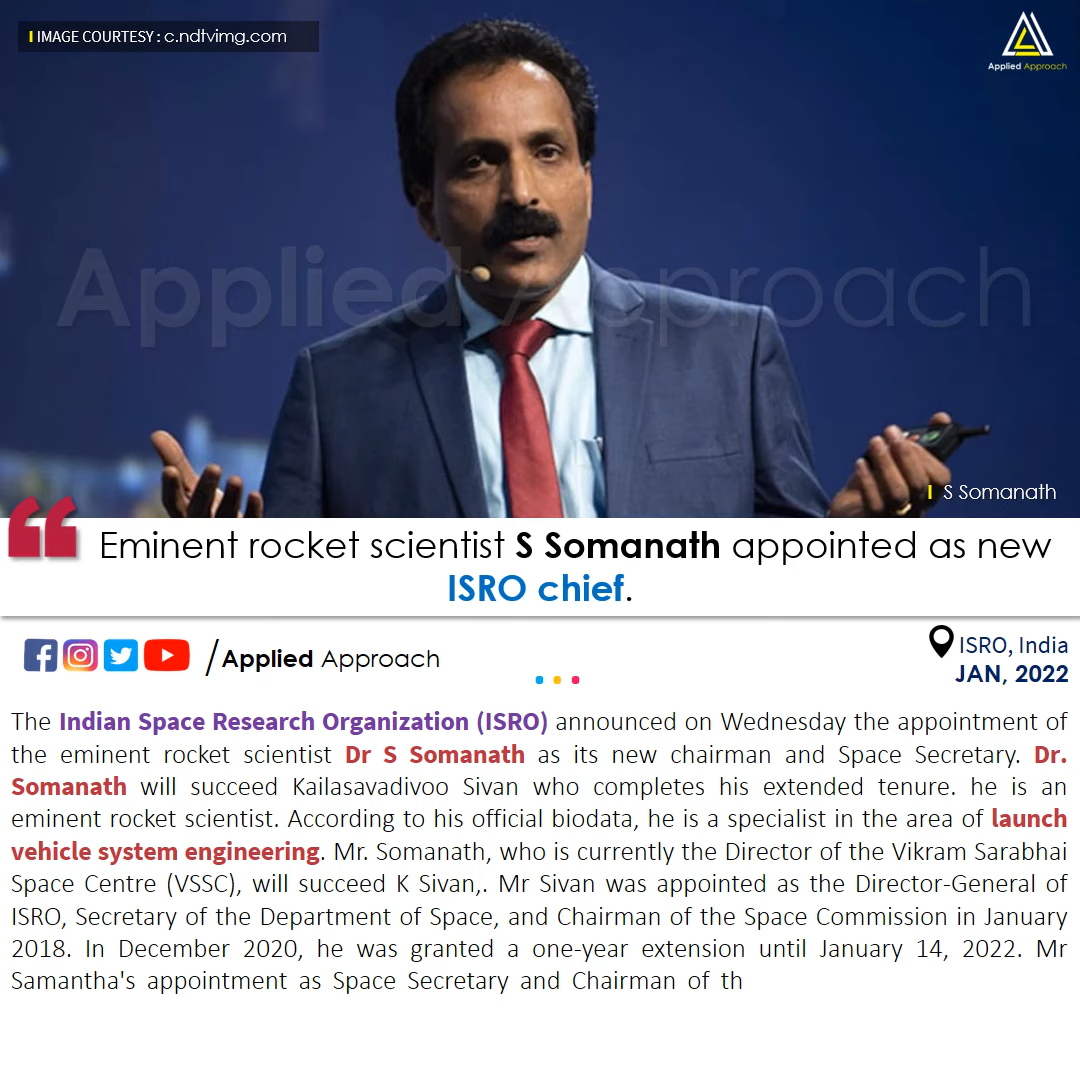 IMAGE COURTESY : c.ndtvimg.com
Applied Approach
Applied Approach
S Somanath
Eminent rocket scientist S Somanath appointed as new
ISRO chief.
/Applied Approach
ISRO, India
JAN, 2022
The Indian Space Research Organization (ISRO) announced on Wednesday the appointment of
the eminent rocket scientist Dr S Somanath as its new chairman and Space Secretary. Dr.
Somanath will succeed Kailasavadivoo Sivan who completes his extended tenure. he is an
eminent rocket scientist. According to his official biodata, he is a specialist in the area of launch
vehicle system engineering. Mr. Somanath, who is currently the Director of the Vikram Sarabhai
Space Centre (VSSC), will succeed K Sivan,. Mr Sivan was appointed as the Director-General of
ISRO, Secretary of the Department of Space, and Chairman of the Space Commission in January
2018. In December 2020, he was granted a one-year extension until January 14, 2022. Mr
Samantha's appointment as Space Secretary and Chairman of th